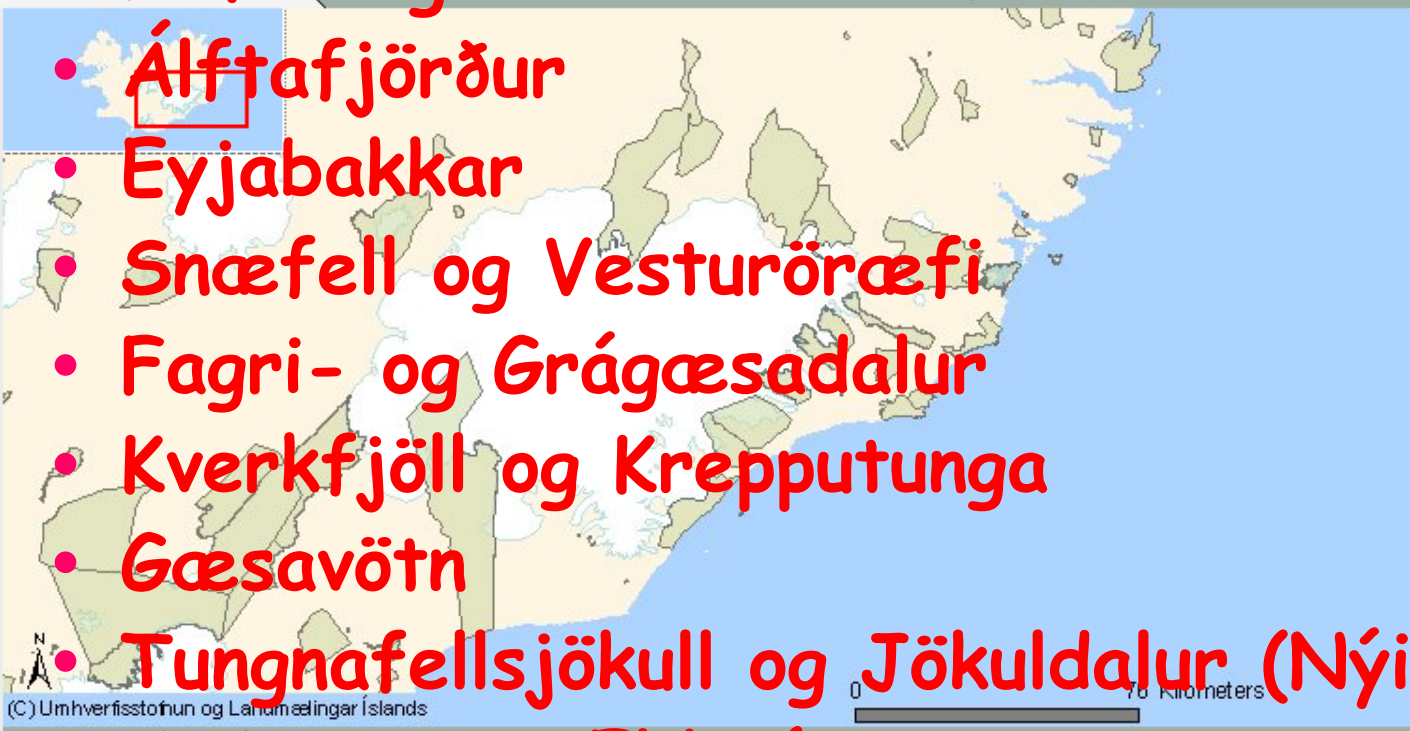 • Álftafjörður
• Eyjabakkar
• Snæfell og Vesturöræfi
• Fagri- og Grágæsadalur
• Kverkfjöll og Krepputunga
• Gæsavötn
• Tungnafellsjökull og Jökuldalur (Nýi
N
0 70 Kilometers
(C) Umhverfisstofnun og Landmælingar Íslands